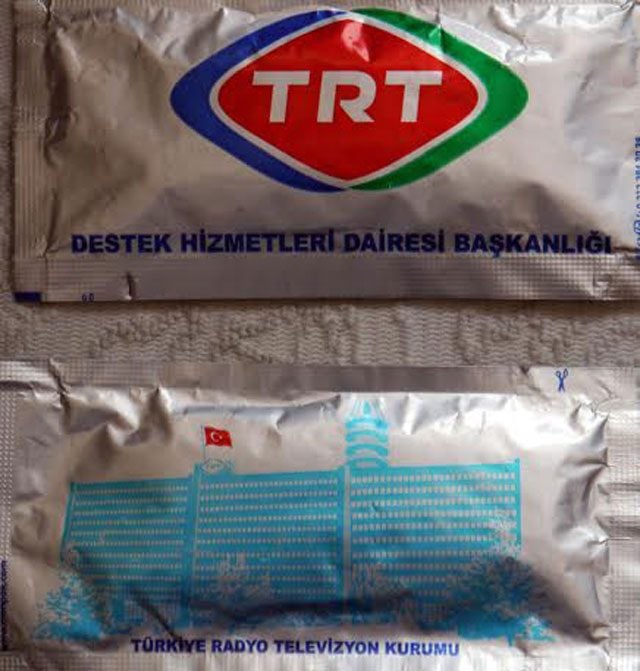 TRT
DESTEK HİZMETLERİ DAİRESİ BAŞKANLIĞI
TÜRKİYE RADYO TELEVİZYON KURUMU